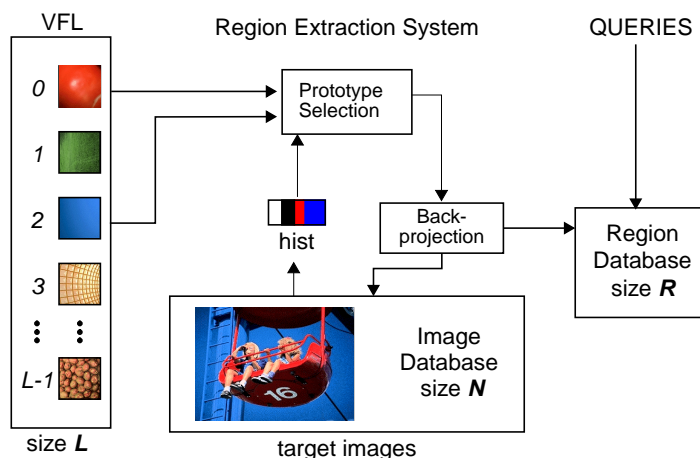 VFL
Region Extraction System
QUERIES
0
Prototype
Selection
1
2
hist
Back-
projection
Region
Database
size R
3
16
Image
Database
size N
L-1
size L
target images